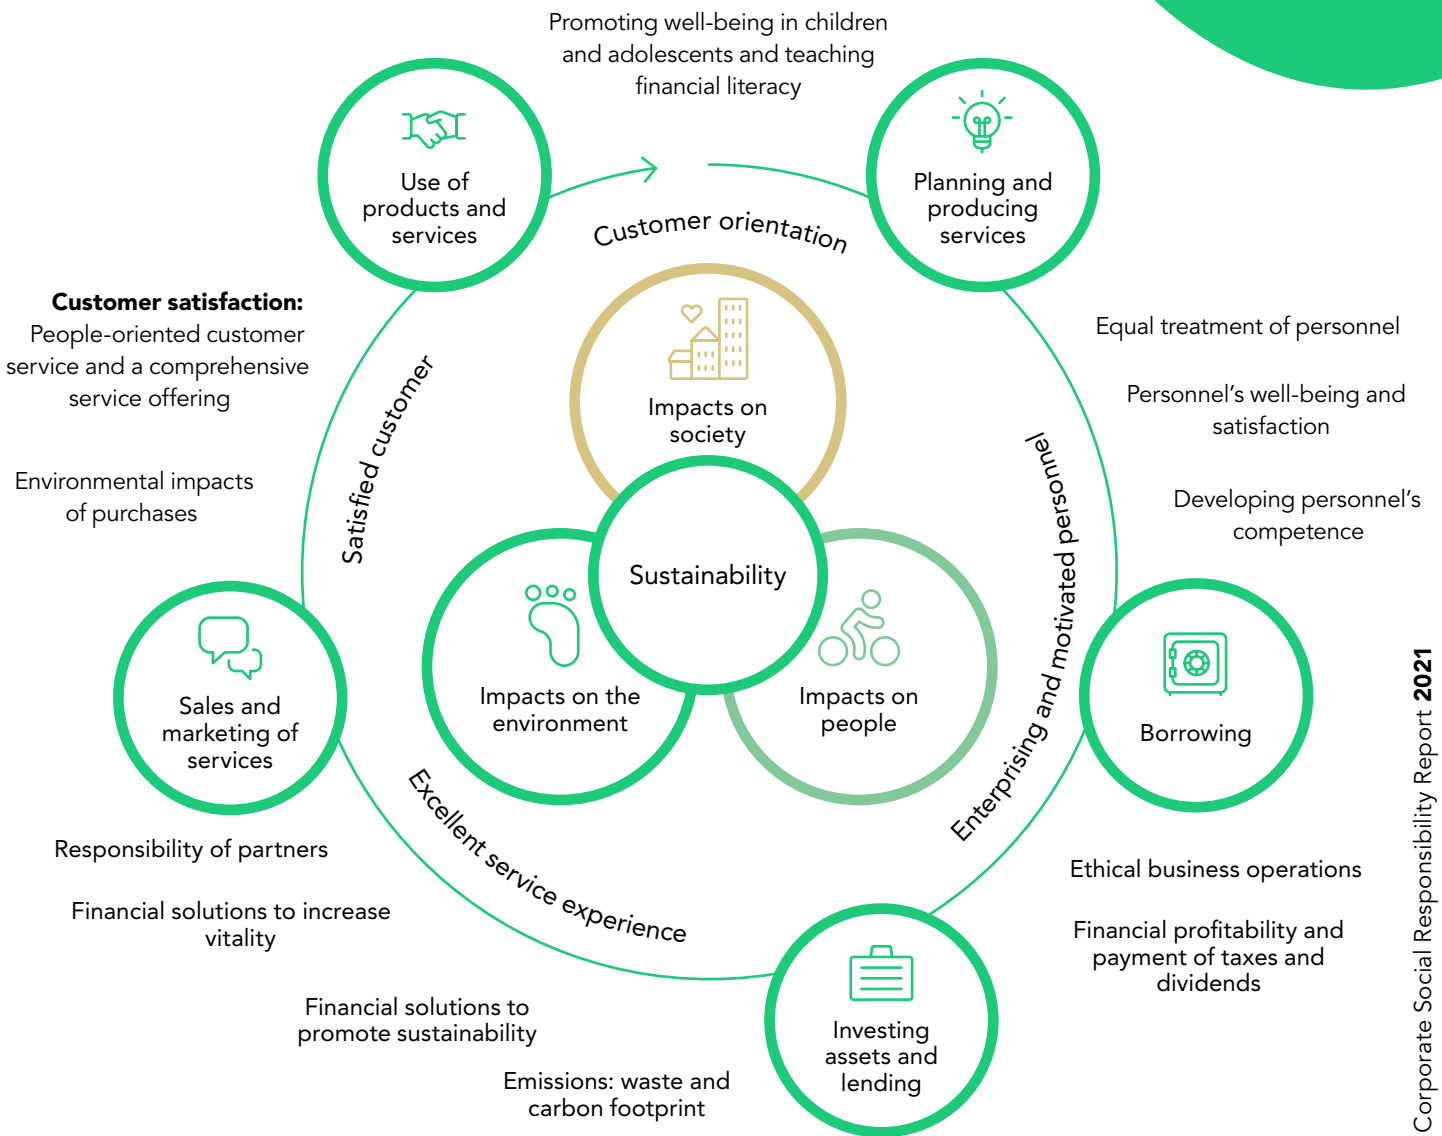 Promoting well-being in children
and adolescents and teaching
financial literacy
Use of
products and
services
Planning and
producing
services
Customer orientation
Customer satisfaction:
People-oriented customer
service and a comprehensive
service offering
Environmental impacts
of purchases
Satisfied customer
Impacts on
society
Equal treatment of personnel
Personnel’s well-being and
satisfaction
Developing personnel’s
competence
Enterprising and motivated personnel
Sustainability
Impacts on the
environment
Impacts on
people
Sales and
marketing of
services
Borrowing
Excellent service experience
Responsibility of partners
Financial solutions to increase
vitality
Financial solutions to
promote sustainability
Emissions: waste and
carbon footprint
Investing
assets and
lending
Ethical business operations
Financial profitability and
payment of taxes and
dividends
Corporate Social Responsibility Report 2021